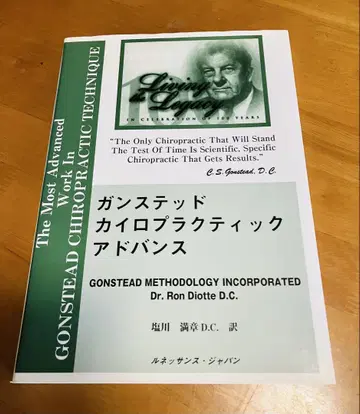 Living the Legacy
IN CELEBRATION OF 100 YEARS
"The Only Chiropractic That Will Stand
The Test Of Time Is Scientific, Specific
Chiropractic That Gets Results."
C.S. Gonstead, D.C.
The Most Advanced
Work In
GONSTEAD CHIROPRACTIC TECHNIQUE
ガンステッド
カイロプラクティック
アドバンス
GONSTEAD METHODOLOGY INCORPORATED
Dr. Ron Diotte D.C.
塩川 満章 D.C. 訳
ルネッサンス・ジャパン